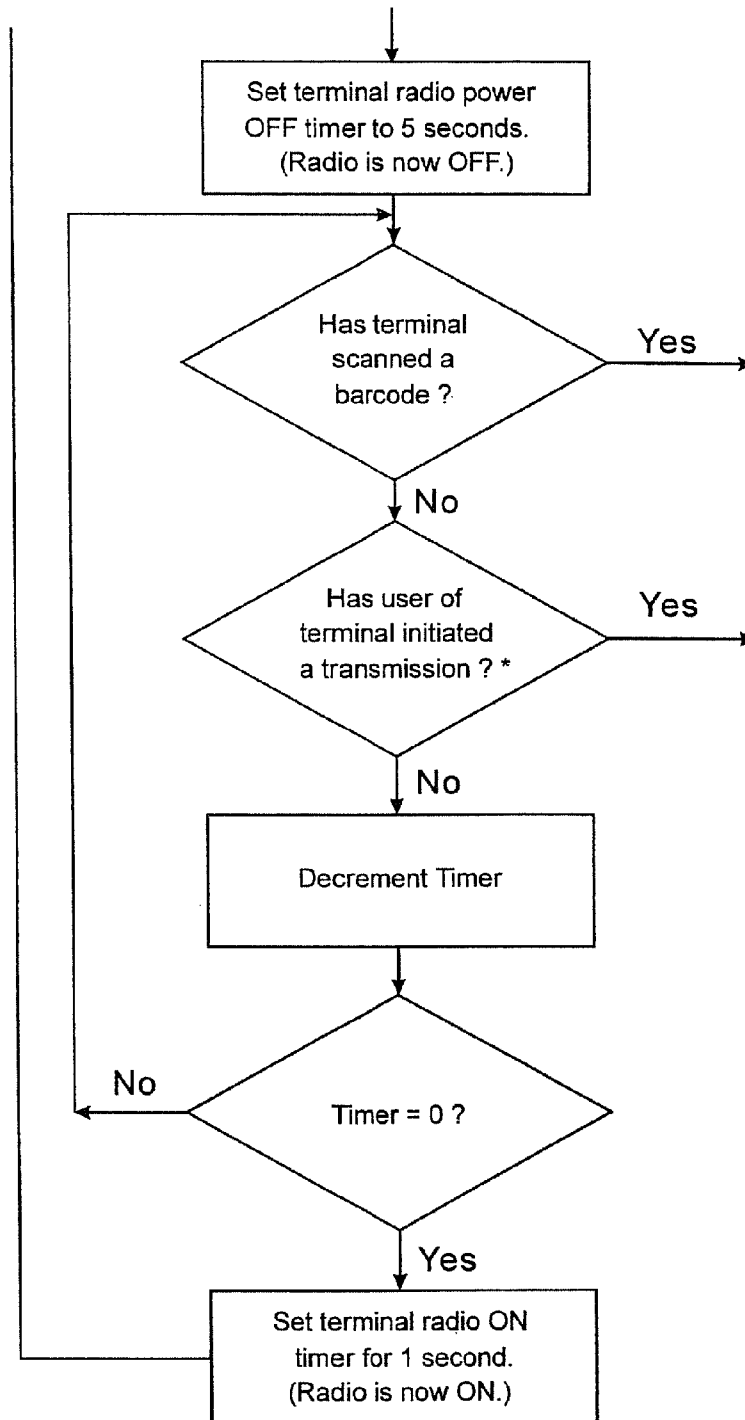 Set terminal radio power
OFF timer to 5 seconds.
(Radio is now OFF.)
Has terminal
scanned a
barcode ?
Yes
No
Has user of
terminal initiated
a transmission ? *
Yes
No
Decrement Timer
No
Timer = 0 ?
Yes
Set terminal radio ON
timer for 1 second.
(Radio is now ON.)